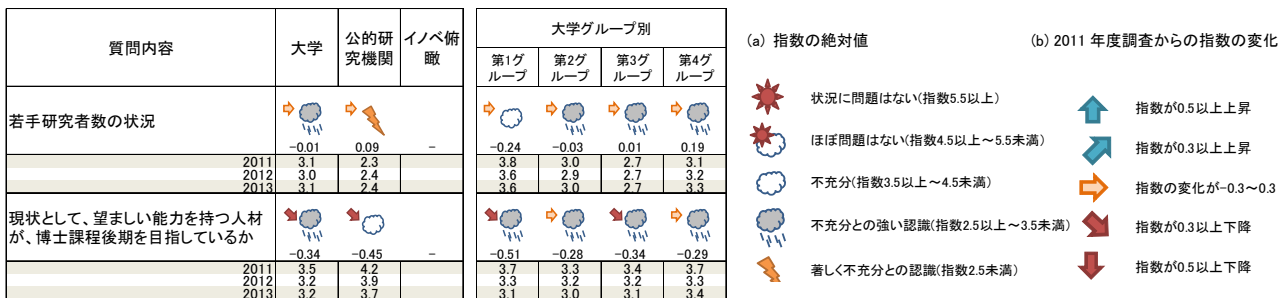 質問内容 大学 公的研究機関 イノベ俯瞰 大学グループ別
第1グループ 第2グループ 第3グループ 第4グループ
若手研究者数の状況
−0.01 0.09 − −0.24 −0.03 0.01 0.19
2011 3.1 2.3 3.8 3.0 2.7 3.1
2012 3.0 2.4 3.6 2.9 2.7 3.2
2013 3.1 2.4 3.6 3.0 2.7 3.3
現状として、望ましい能力を持つ人材
が、博士課程後期を目指しているか
−0.34 −0.45 − −0.51 −0.28 −0.34 −0.29
2011 3.5 4.2 3.7 3.3 3.4 3.7
2012 3.2 3.9 3.3 3.2 3.2 3.3
2013 3.2 3.7 3.1 3.0 3.1 3.4
(a) 指数の絶対値
状況に問題はない(指数5.5以上)
ほぼ問題はない(指数4.5以上～5.5未満)
不充分(指数3.5以上～4.5未満)
不充分との強い認識(指数2.5以上～3.5未満)
著しく不充分との認識(指数2.5未満)
(b) 2011 年度調査からの指数の変化
指数が0.5以上上昇
指数が0.3以上上昇
指数の変化が−0.3～0.3
指数が0.3以上下降
指数が0.5以上下降